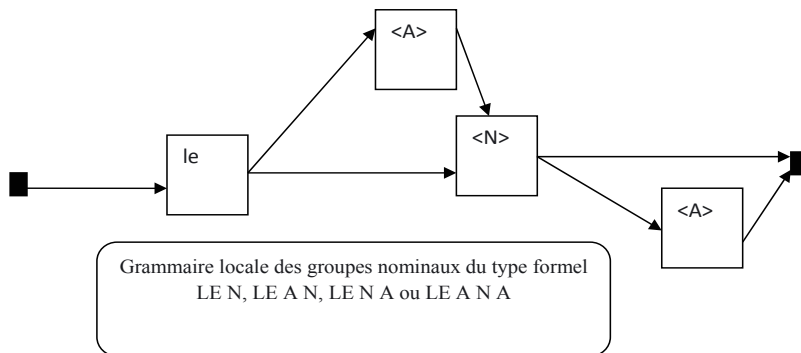 <A>
le
<N>
<A>
Grammaire locale des groupes nominaux du type formel
LE N, LE A N, LE N A ou LE A N A